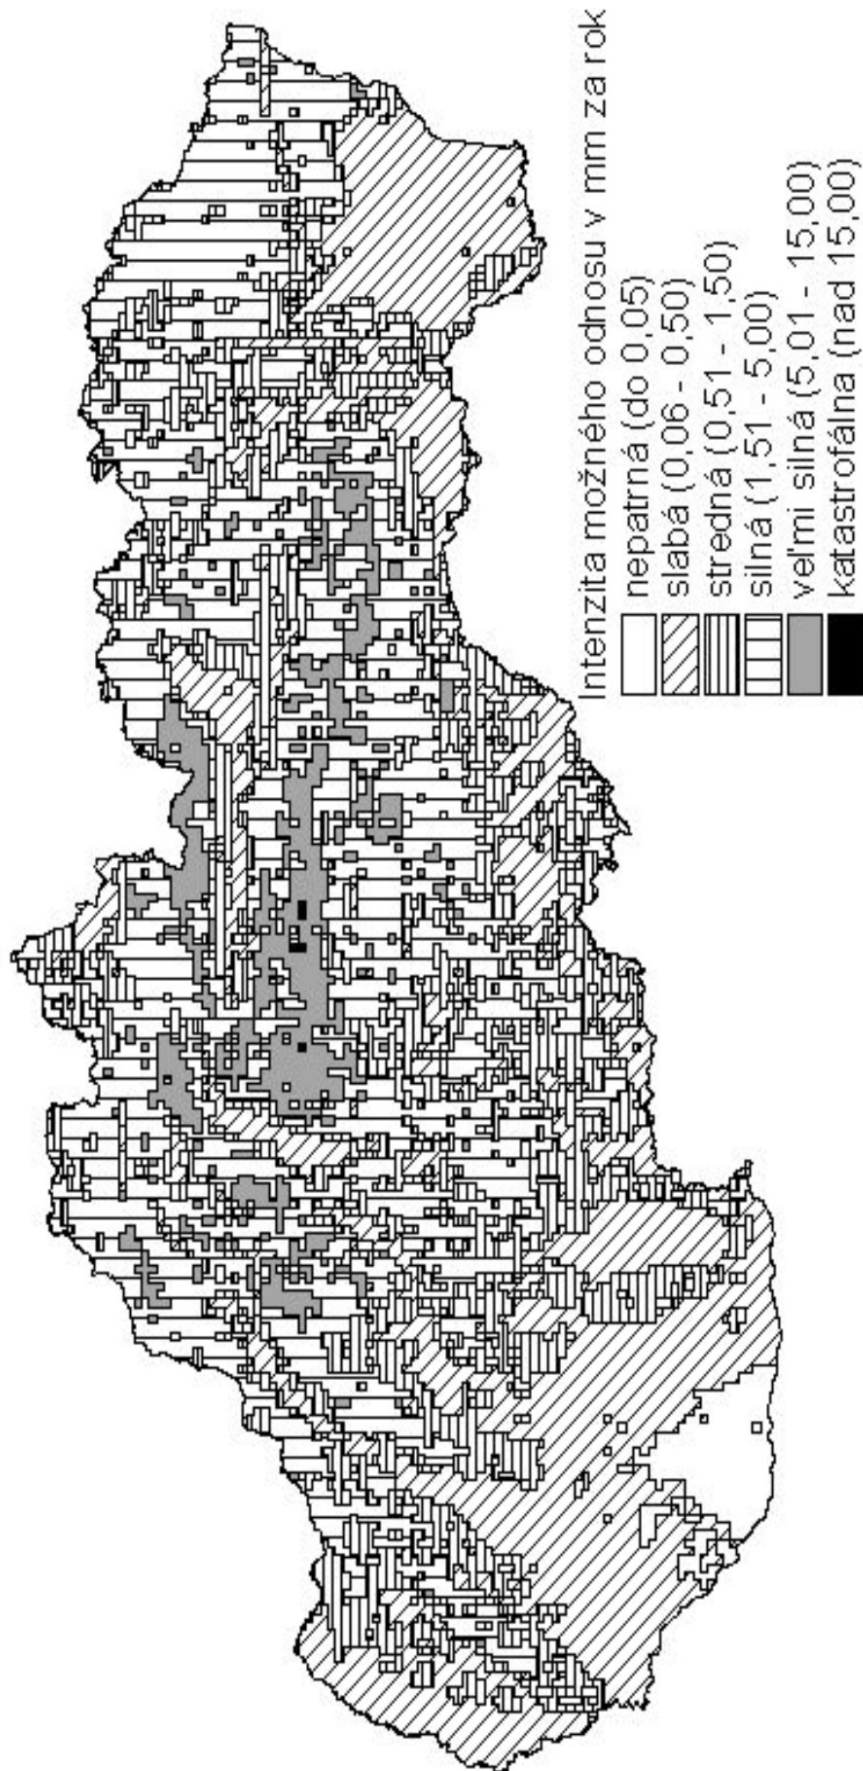 Intenzita možného odnosu v mm za rok
nepatrná (do 0,05)
slabá (0,06 - 0,50)
stredná (0,51 - 1,50)
silná (1,51 - 5,00)
veľmi silná (5,01 - 15,00)
katastrofálna (nad 15,00)